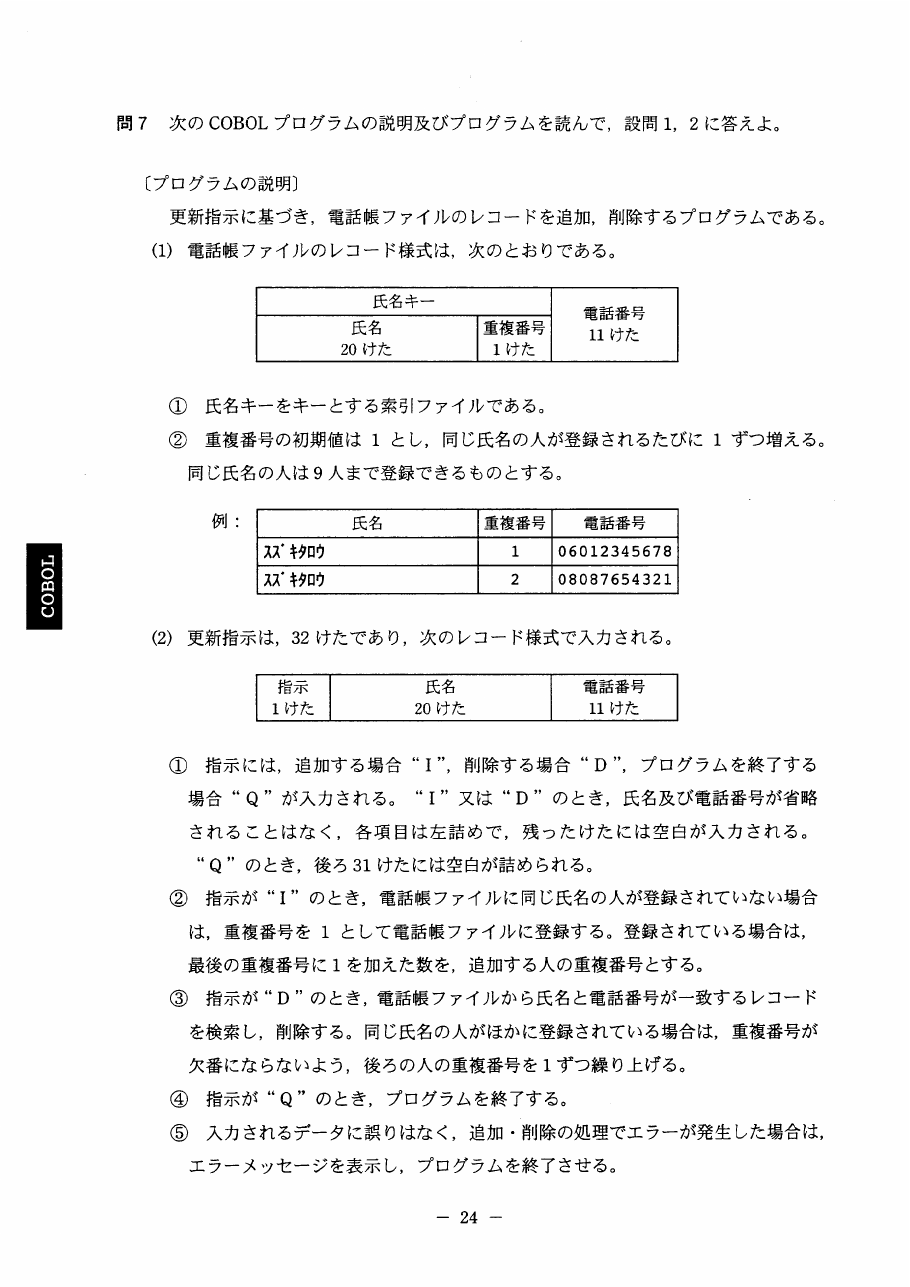 問7　次の COBOL プログラムの説明及びプログラムを読んで，設問 1，2 に答えよ。
〔プログラムの説明〕
更新指示に基づき，電話帳ファイルのレコードを追加，削除するプログラムである。
(1)　電話帳ファイルのレコード様式は，次のとおりである。
氏名キー
電話番号
11 けた
氏名
20 けた
重複番号
1 けた
①　氏名キーをキーとする索引ファイルである。
②　重複番号の初期値は 1 とし，同じ氏名の人が登録されるたびに 1 ずつ増える。
同じ氏名の人は 9 人まで登録できるものとする。
例：
氏名　重複番号　電話番号
ｽｽﾞｷﾀﾛｳ　1　06012345678
ｽｽﾞｷﾀﾛｳ　2　08087654321
COBOL
(2)　更新指示は，32 けたであり，次のレコード様式で入力される。
指示　氏名　電話番号
1 けた　20 けた　11 けた
①　指示には，追加する場合“I”，削除する場合“D”，プログラムを終了する
場合“Q”が入力される。“I”又は“D”のとき，氏名及び電話番号が省略
されることはなく，各項目は左詰めで，残ったけたには空白が入力される。
“Q”のとき，後ろ 31 けたには空白が詰められる。
②　指示が“I”のとき，電話帳ファイルに同じ氏名の人が登録されていない場合
は，重複番号を 1 として電話帳ファイルに登録する。登録されている場合は，
最後の重複番号に 1 を加えた数を，追加する人の重複番号とする。
③　指示が“D”のとき，電話帳ファイルから氏名と電話番号が一致するレコード
を検索し，削除する。同じ氏名の人がほかに登録されている場合は，重複番号が
欠番にならないよう，後ろの人の重複番号を 1 ずつ繰り上げる。
④　指示が“Q”のとき，プログラムを終了する。
⑤　入力されるデータに誤りはなく，追加・削除の処理でエラーが発生した場合は，
エラーメッセージを表示し，プログラムを終了させる。
－ 24 －